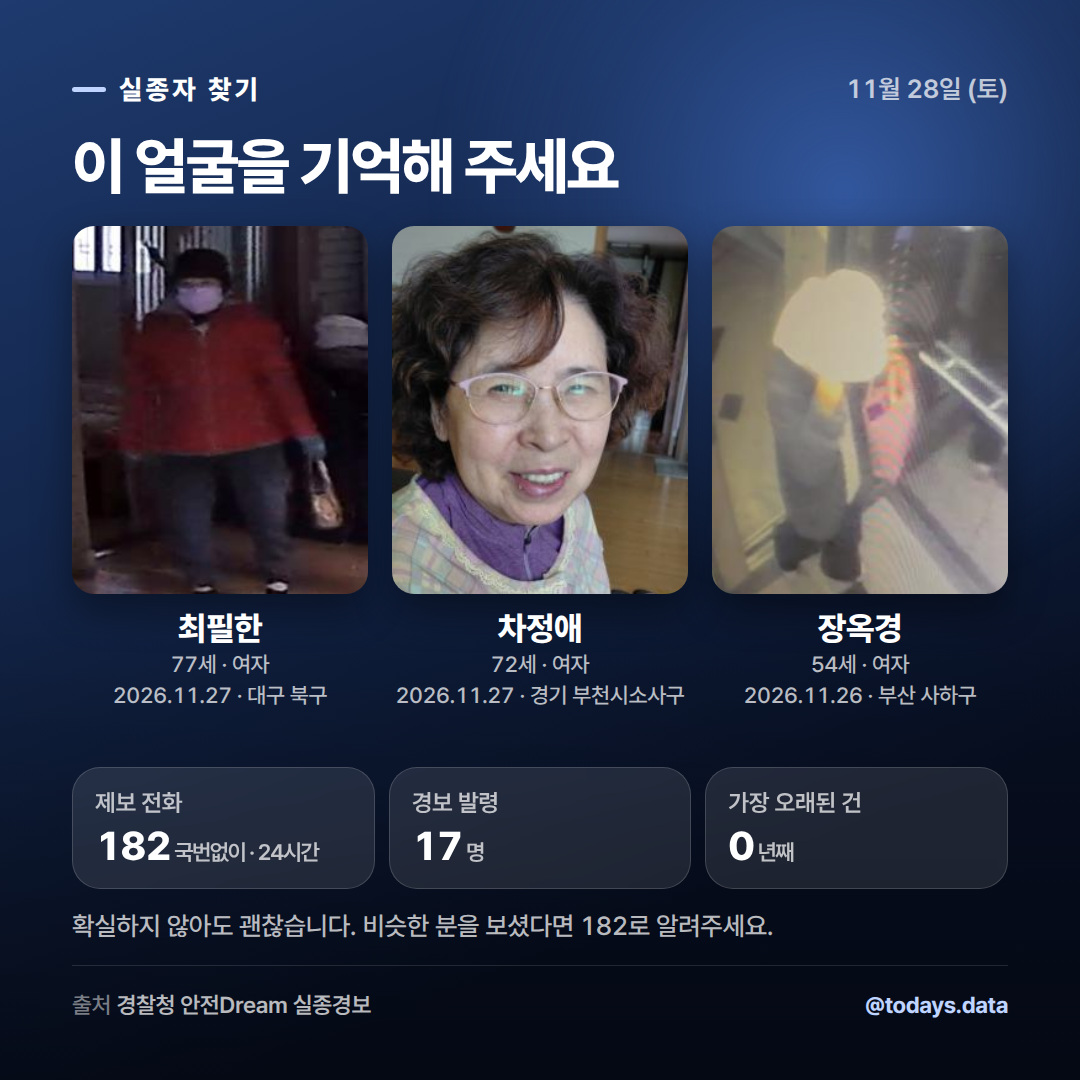 실종자 찾기
11월 28일 (토)
이 얼굴을 기억해 주세요
최필한
77세 · 여자
2026.11.27 · 대구 북구
차정애
72세 · 여자
2026.11.27 · 경기 부천시소사구
장옥경
54세 · 여자
2026.11.26 · 부산 사하구
제보 전화
182 국번없이 · 24시간
경보 발령
17 명
가장 오래된 건
0 년째
확실하지 않아도 괜찮습니다. 비슷한 분을 보셨다면 182로 알려주세요.
출처 경찰청 안전Dream 실종경보
@todays.data